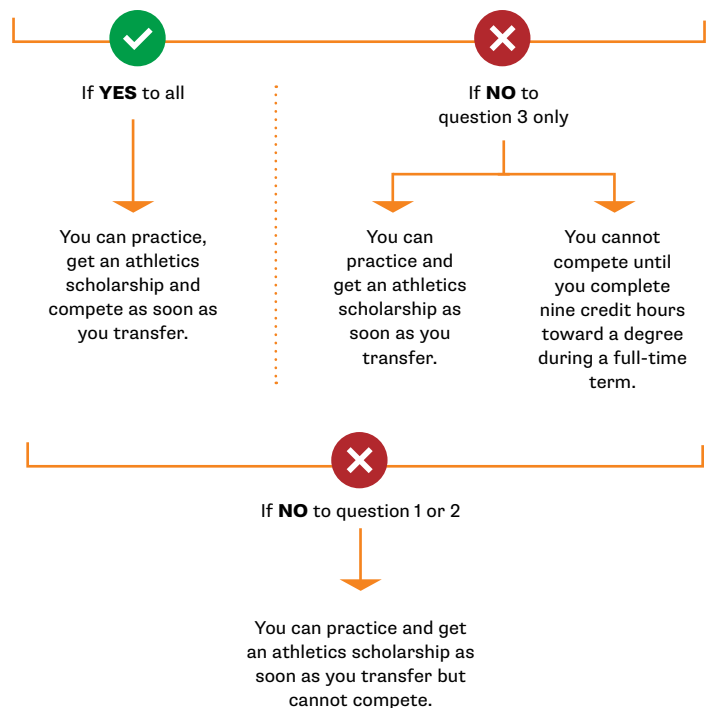 If YES to all
If NO to
question 3 only
You can practice,
get an athletics
scholarship and
compete as soon as
you transfer.
You can
practice and
get an athletics
scholarship as
soon as you
transfer.
You cannot
compete until
you complete
nine credit hours
toward a degree
during a full-time
term.
If NO to question 1 or 2
You can practice and get
an athletics scholarship as
soon as you transfer but
cannot compete.